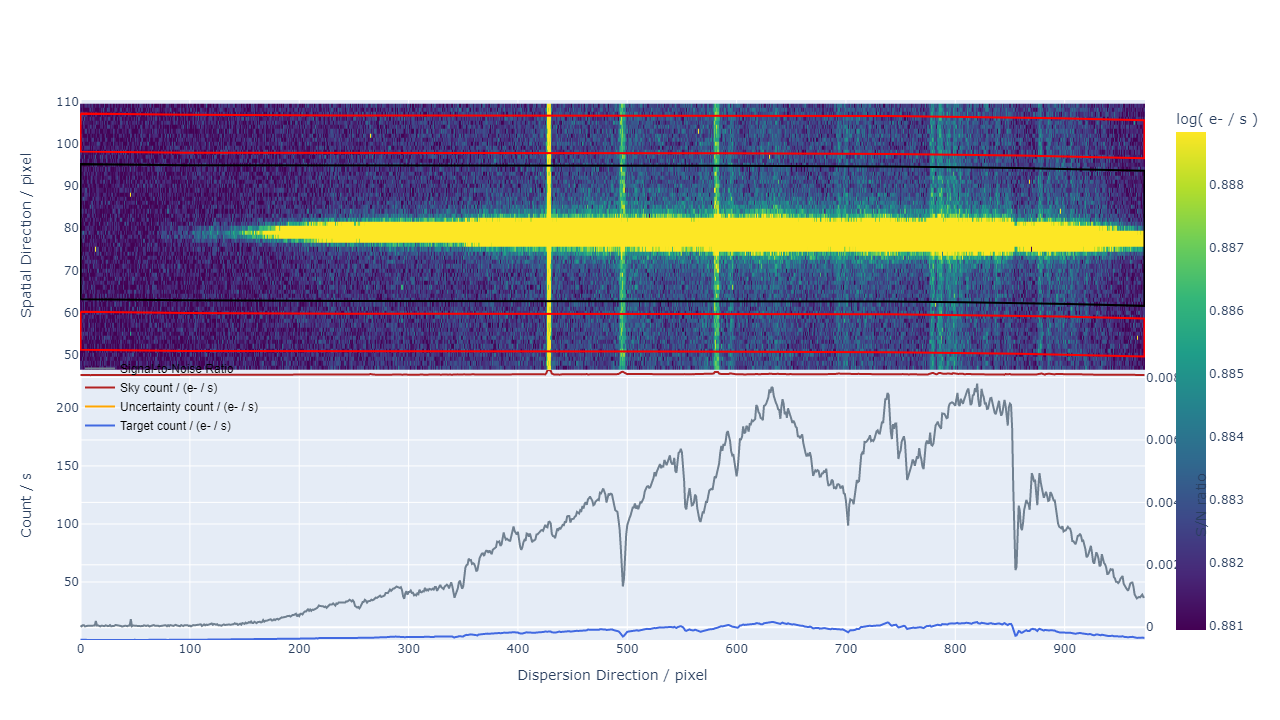 log( e- / s )
110
100
90
80
70
60
50
Spatial Direction / pixel
0.888
0.887
0.886
0.885
0.884
0.883
0.882
0.881
Signal-to-Noise Ratio
Sky count / (e- / s)
Uncertainty count / (e- / s)
Target count / (e- / s)
200
150
100
50
Count / s
0.008
0.006
0.004
0.002
0
S/N ratio
0 100 200 300 400 500 600 700 800 900
Dispersion Direction / pixel